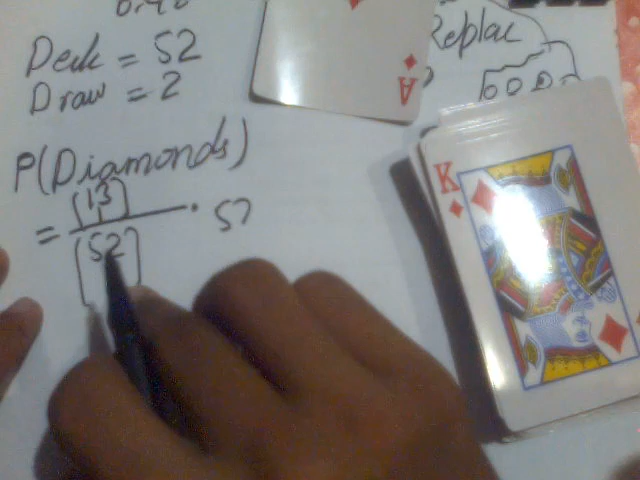 Deck = 52
Draw = 2
Replac
P(Diamonds)
= (13)/(52) · 52
A
K